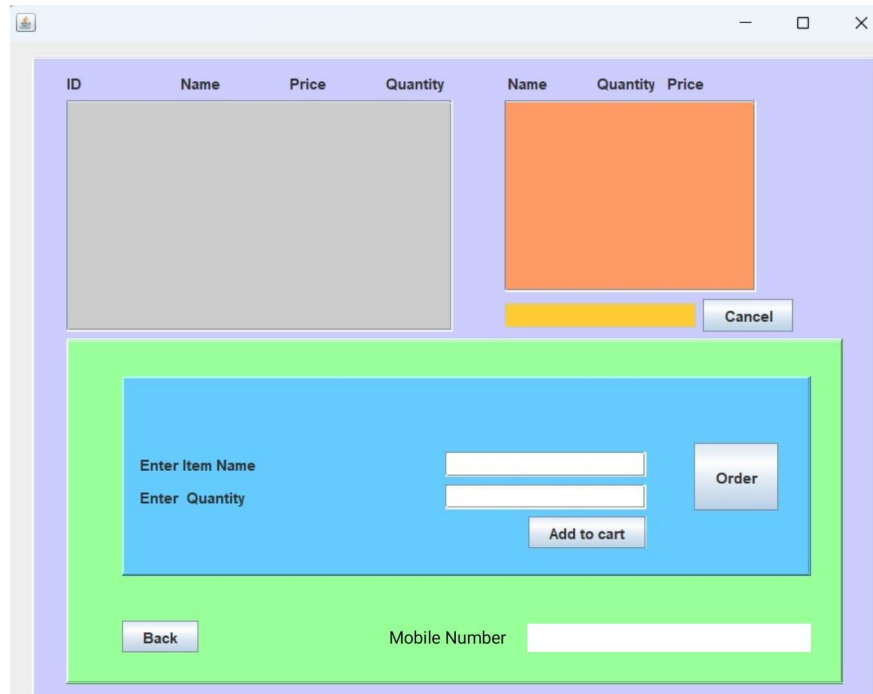 ID Name Price Quantity Name Quantity Price
Cancel
Enter Item Name
Order
Enter Quantity
Add to cart
Back Mobile Number